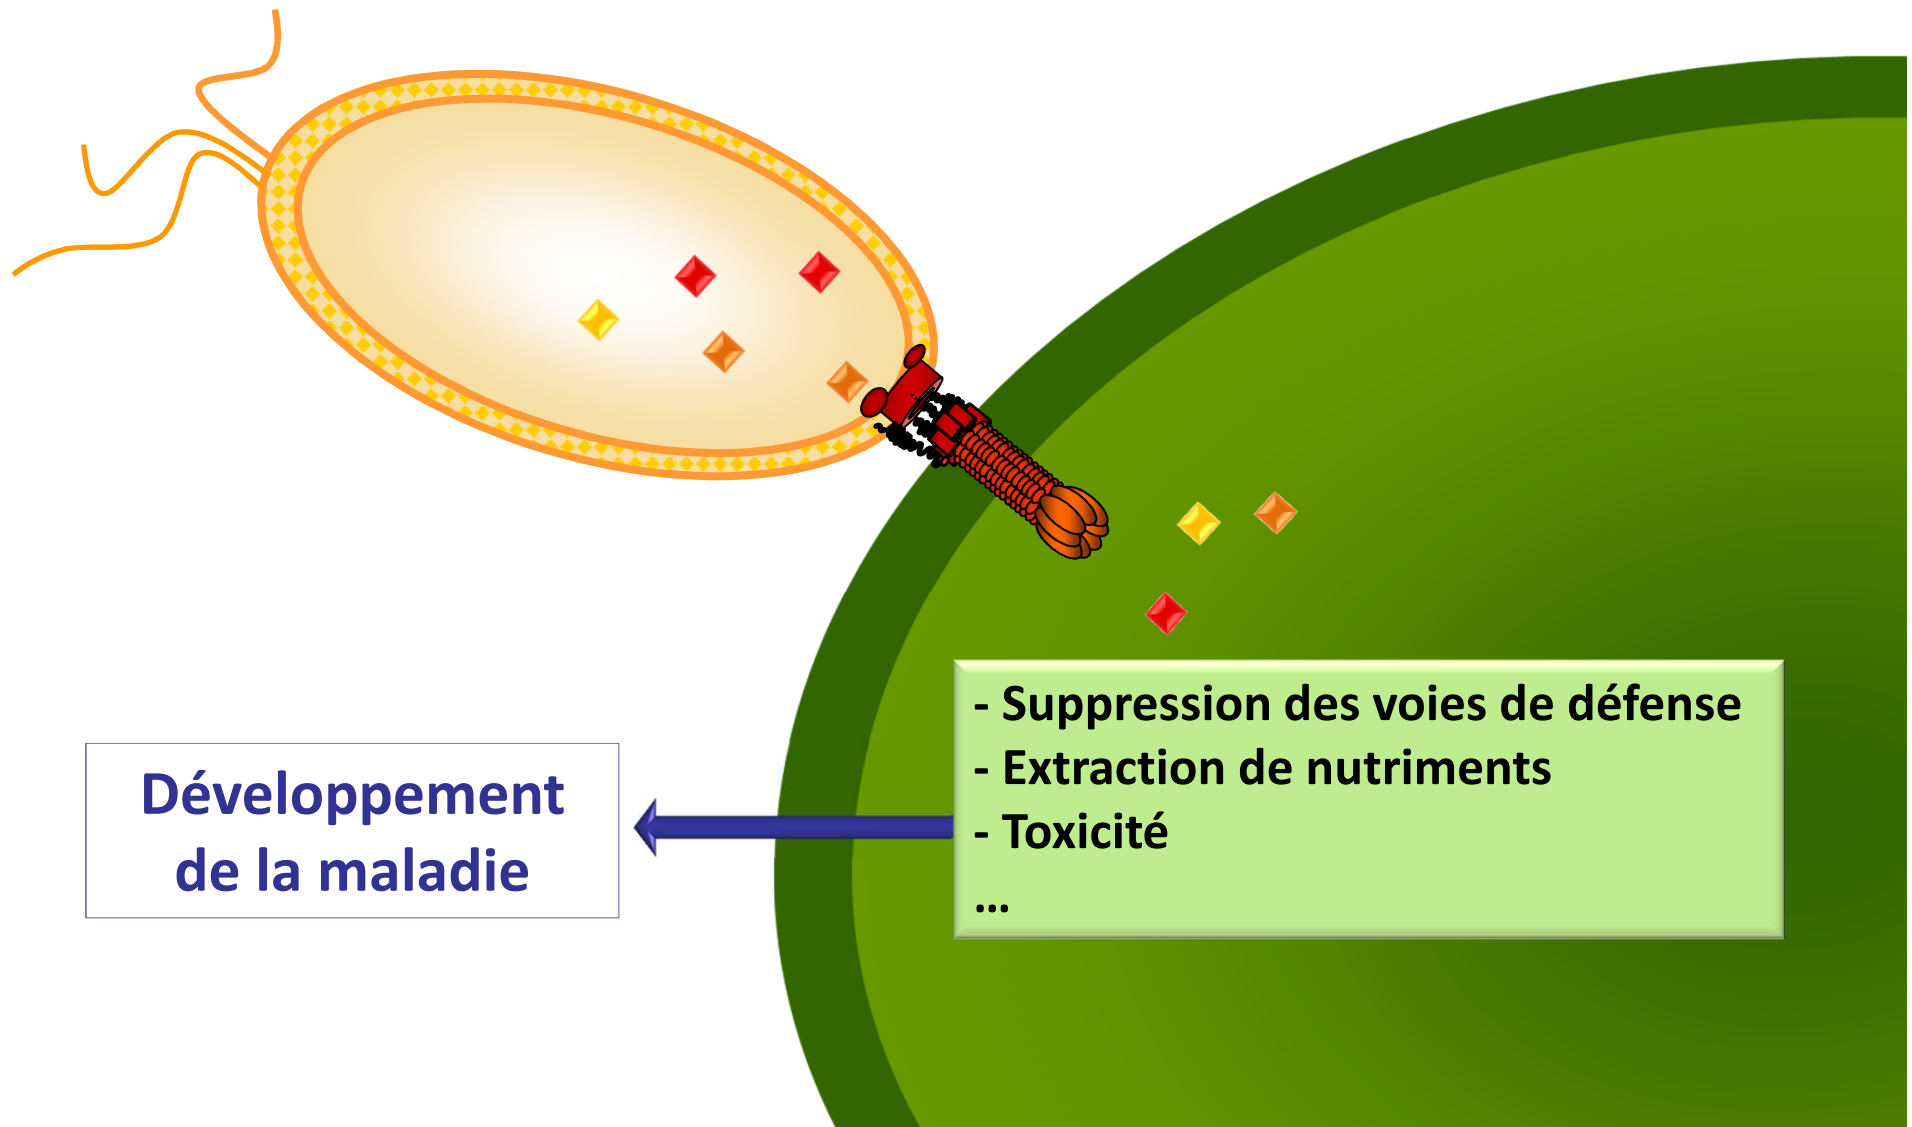 - Suppression des voies de défense
- Extraction de nutriments
- Toxicité
...
Développement
de la maladie